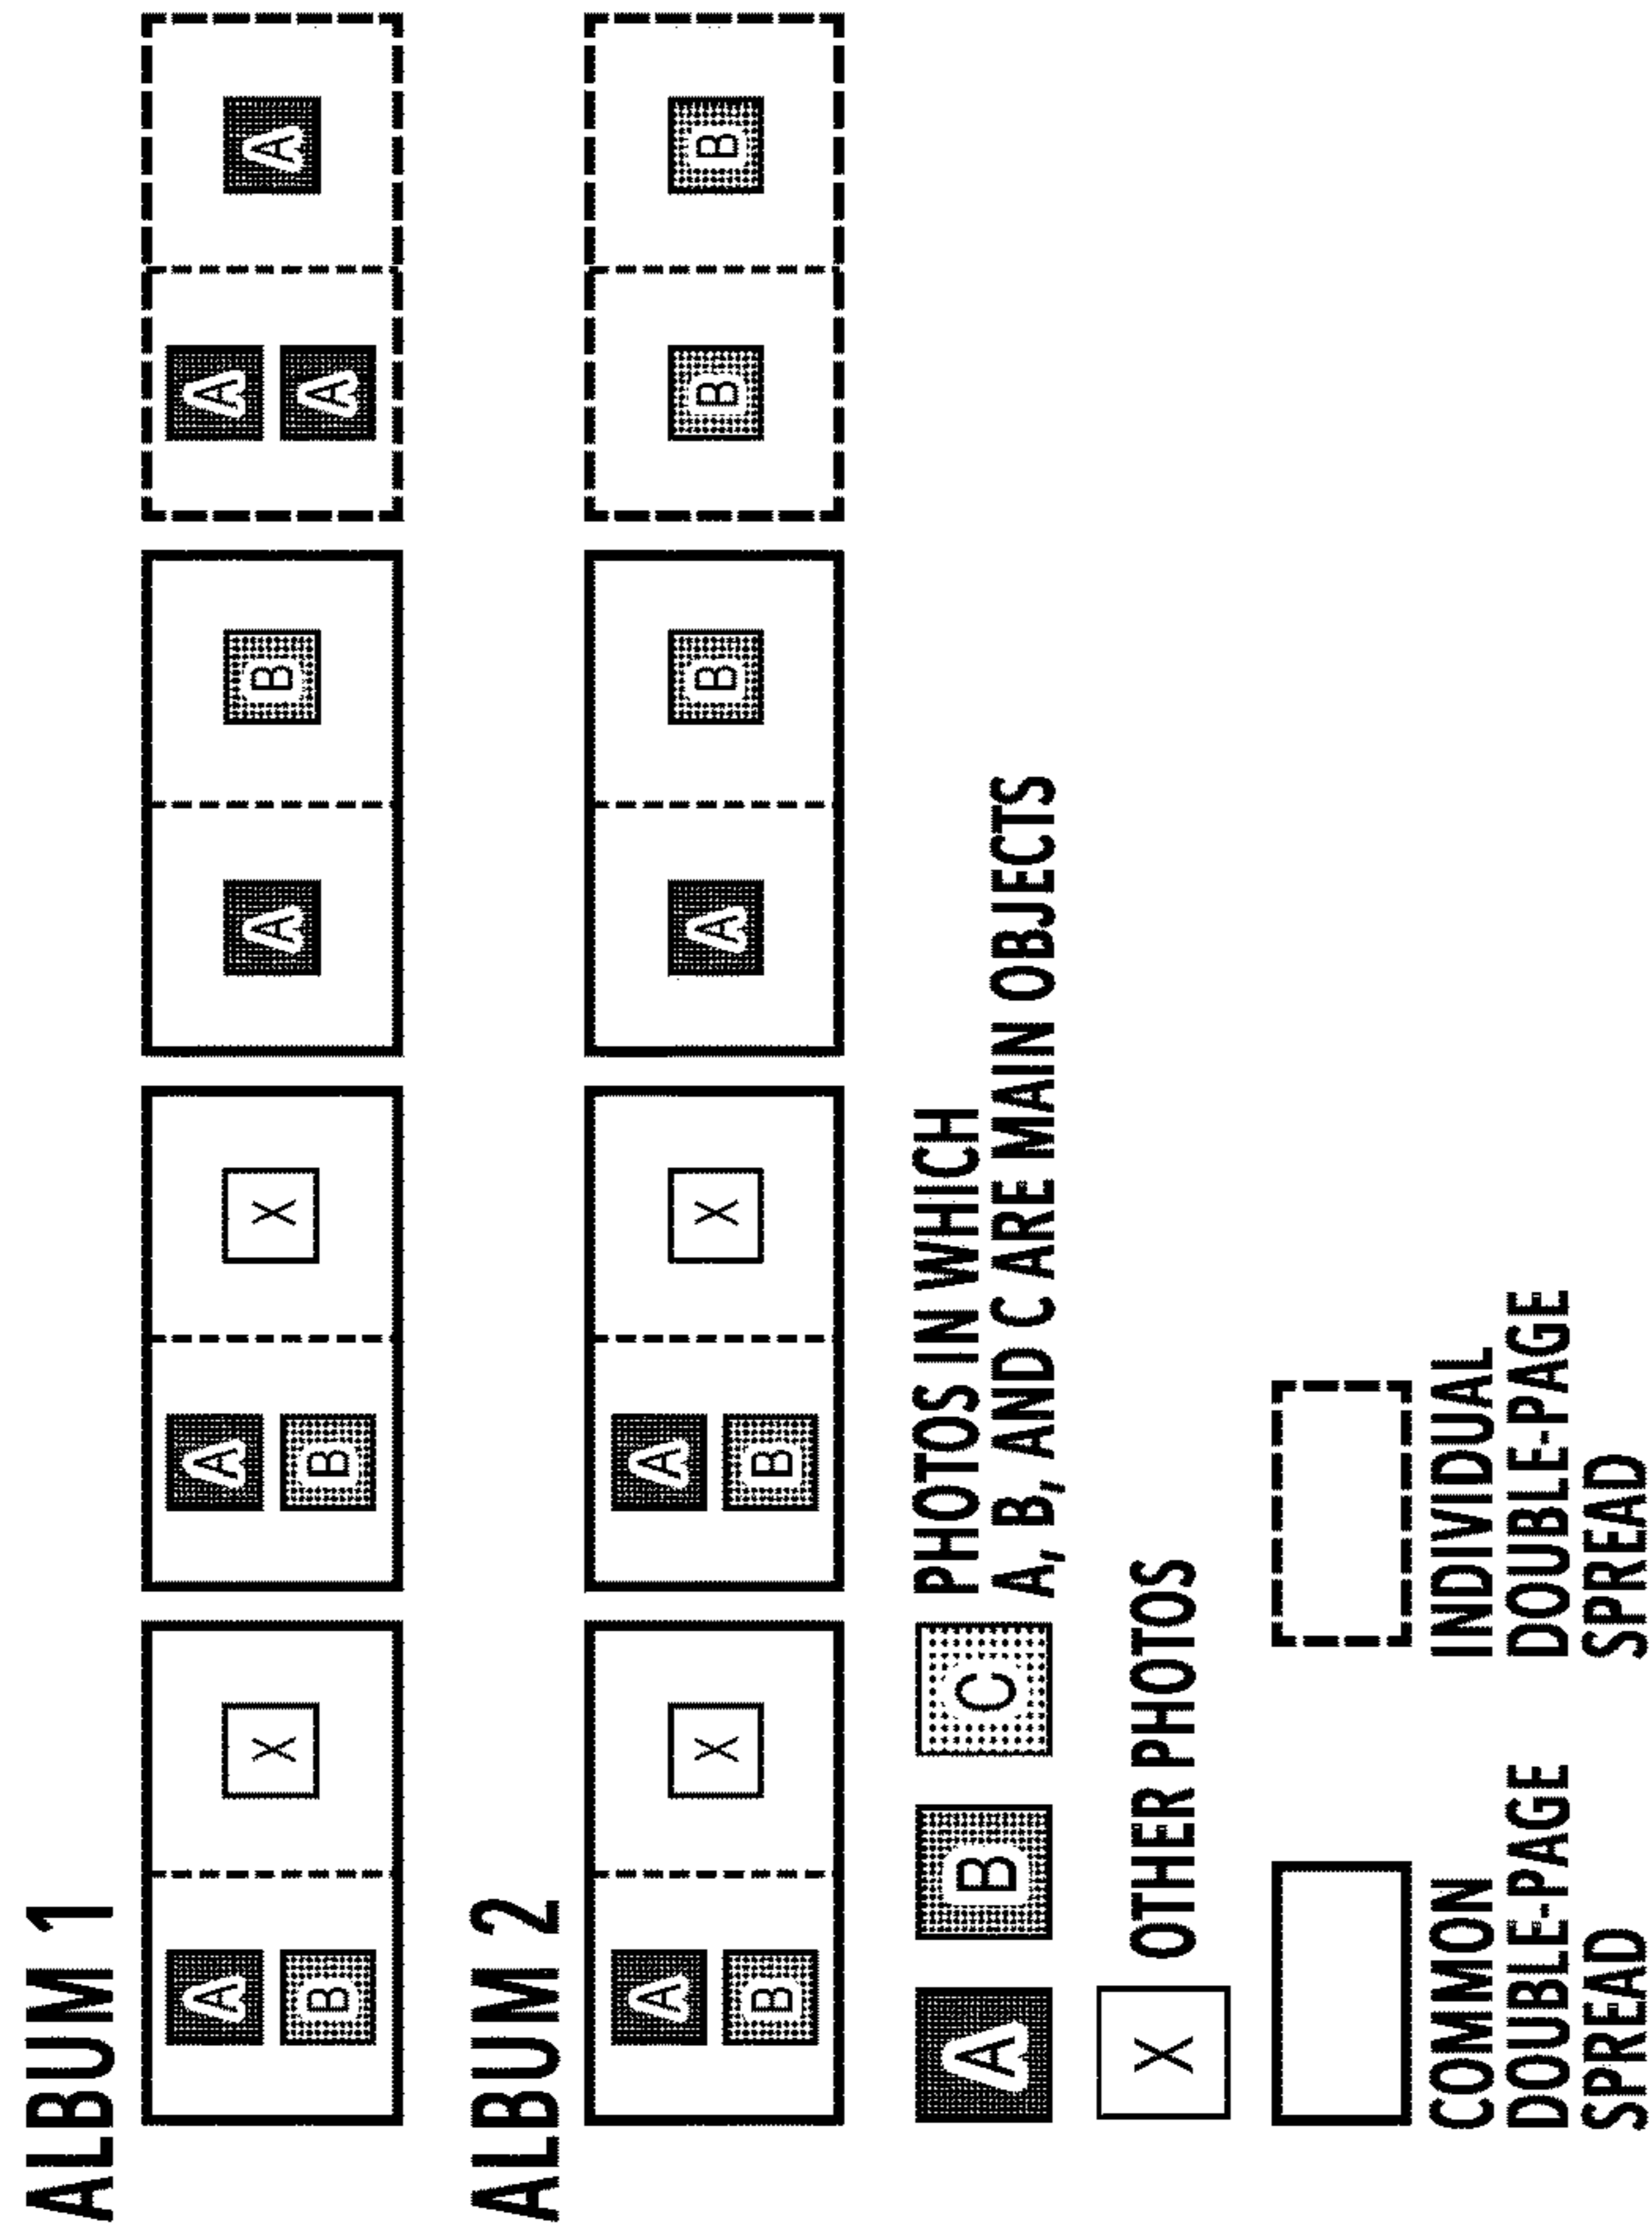 ALBUM 1
A A A
X X A B A
B B A
ALBUM 2
A A
X X A B B B
B B
A B C PHOTOS IN WHICH
A, B, AND C ARE MAIN OBJECTS
X OTHER PHOTOS
COMMON
DOUBLE-PAGE
SPREAD
INDIVIDUAL
DOUBLE-PAGE
SPREAD